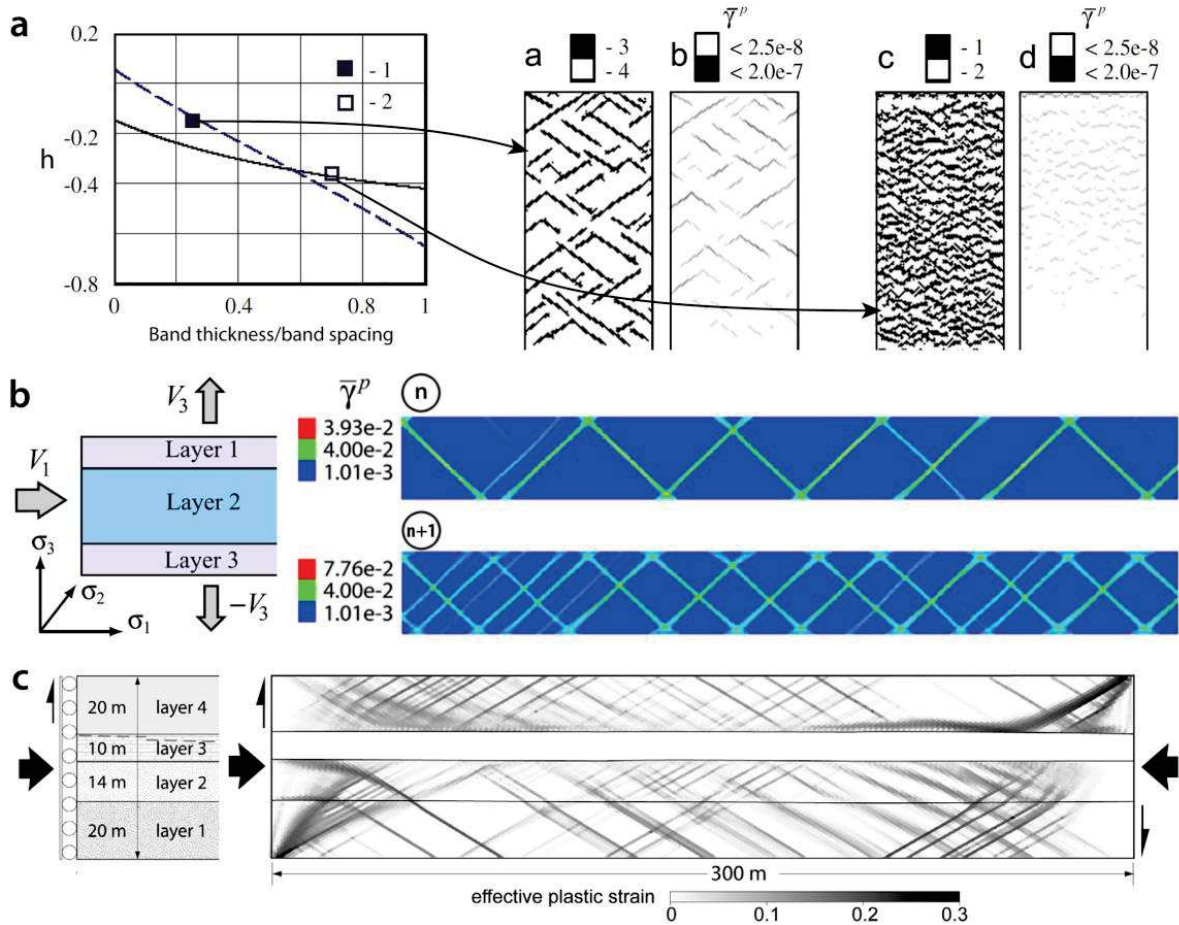 a
0.2
-0.2
h
-0.4
-0.8
0
0.4
0.8
1
Band thickness/band spacing
- 1
- 2
a
- 3
- 4
b
γ̅ᵖ
< 2.5e-8
< 2.0e-7
c
- 1
- 2
d
γ̅ᵖ
< 2.5e-8
< 2.0e-7
b
V₃
V₁
Layer 1
Layer 2
Layer 3
-V₃
σ₃
σ₂
σ₁
γ̅ᵖ
3.93e-2
4.00e-2
1.01e-3
n
n+1
7.76e-2
4.00e-2
1.01e-3
c
20 m layer 4
10 m layer 3
14 m layer 2
20 m layer 1
300 m
effective plastic strain
0 0.1 0.2 0.3